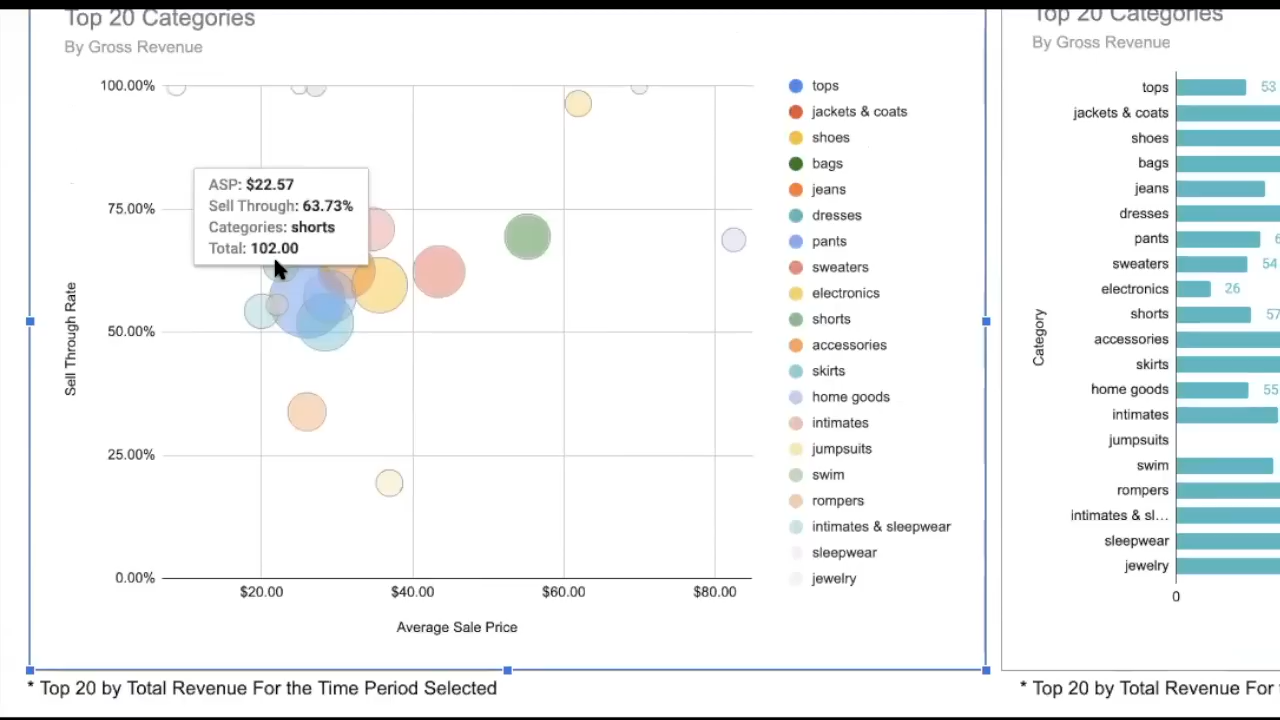 Top 20 Categories
By Gross Revenue
100.00%
75.00%
50.00%
25.00%
0.00%
Sell Through Rate
$20.00
$40.00
$60.00
$80.00
Average Sale Price
ASP: $22.57
Sell Through: 63.73%
Categories: shorts
Total: 102.00
tops
jackets & coats
shoes
bags
jeans
dresses
pants
sweaters
electronics
shorts
accessories
skirts
home goods
intimates
jumpsuits
swim
rompers
intimates & sleepwear
sleepwear
jewelry
* Top 20 by Total Revenue For the Time Period Selected
Top 20 Categories
By Gross Revenue
Category
tops 53
jackets & coats
shoes
bags
jeans
dresses
pants 6
sweaters 54
electronics 26
shorts 57
accessories
skirts
home goods 55
intimates
jumpsuits
swim
rompers
intimates & sl...
sleepwear
jewelry
0
* Top 20 by Total Revenue For